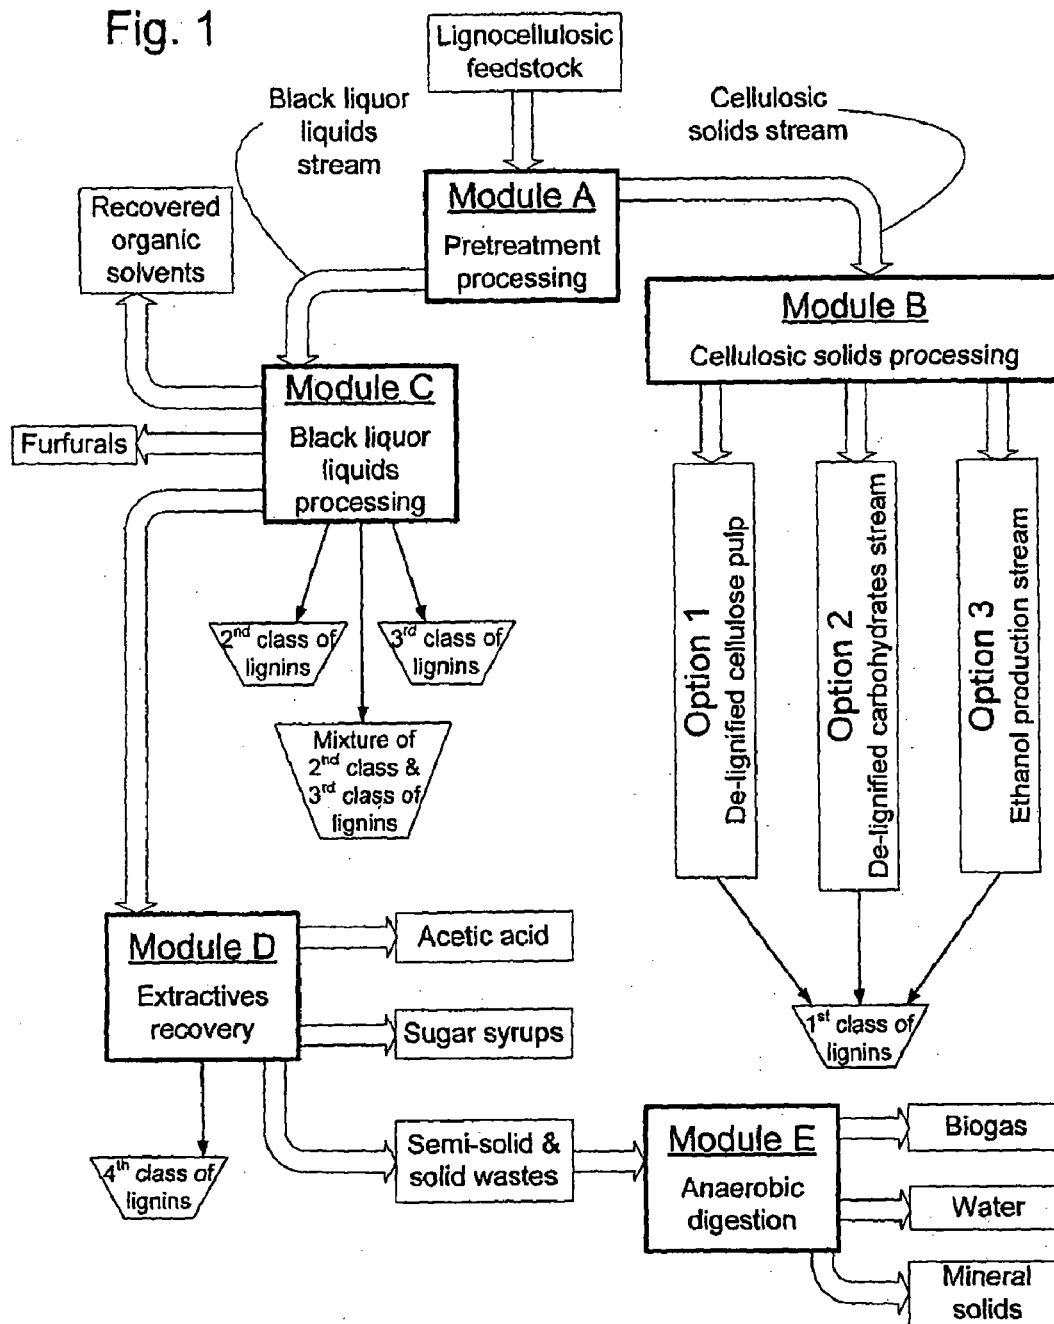 Fig. 1
Lignocellulosic
feedstock
Black liquor
liquids
stream
Cellulosic
solids stream
Module A
Pretreatment
processing
Recovered
organic
solvents
Module B
Cellulosic solids processing
Module C
Black liquor
liquids
processing
Furfurals
2nd class of
lignins
3rd class of
lignins
Mixture of
2nd class &
3rd class of
lignins
Option 1
De-lignified cellulose pulp
Option 2
De-lignified carbohydrates stream
Option 3
Ethanol production stream
1st class of
lignins
Module D
Extractives
recovery
Acetic acid
Sugar syrups
4th class of
lignins
Semi-solid &
solid wastes
Module E
Anaerobic
digestion
Biogas
Water
Mineral
solids